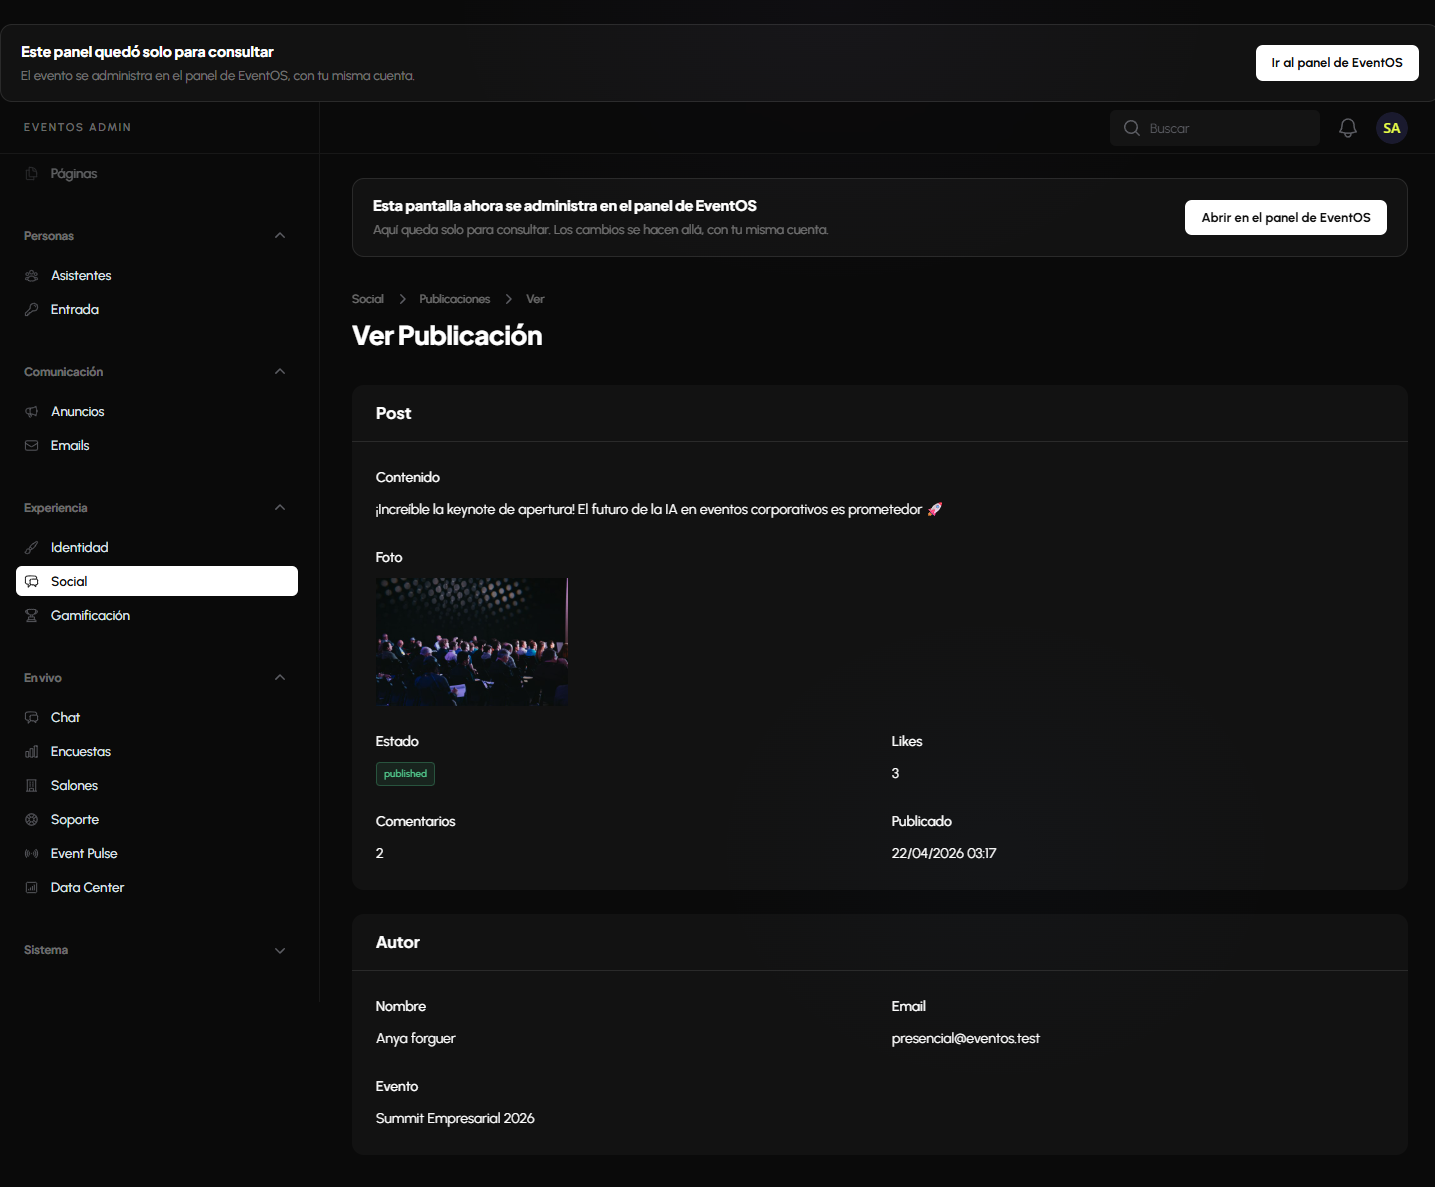 Este panel quedó solo para consultar
El evento se administra en el panel de EventOS, con tu misma cuenta.
Ir al panel de EventOS
EVENTOS ADMIN
Buscar
SA
Páginas
Personas
Asistentes
Entrada
Comunicación
Anuncios
Emails
Experiencia
Identidad
Social
Gamificación
En vivo
Chat
Encuestas
Salones
Soporte
Event Pulse
Data Center
Sistema
Esta pantalla ahora se administra en el panel de EventOS
Aquí queda solo para consultar. Los cambios se hacen allá, con tu misma cuenta.
Abrir en el panel de EventOS
Social > Publicaciones > Ver
Ver Publicación
Post
Contenido
¡Increíble la keynote de apertura! El futuro de la IA en eventos corporativos es prometedor 🚀
Foto
Estado
published
Likes
3
Comentarios
2
Publicado
22/04/2026 03:17
Autor
Nombre
Anya forguer
Email
presencial@eventos.test
Evento
Summit Empresarial 2026